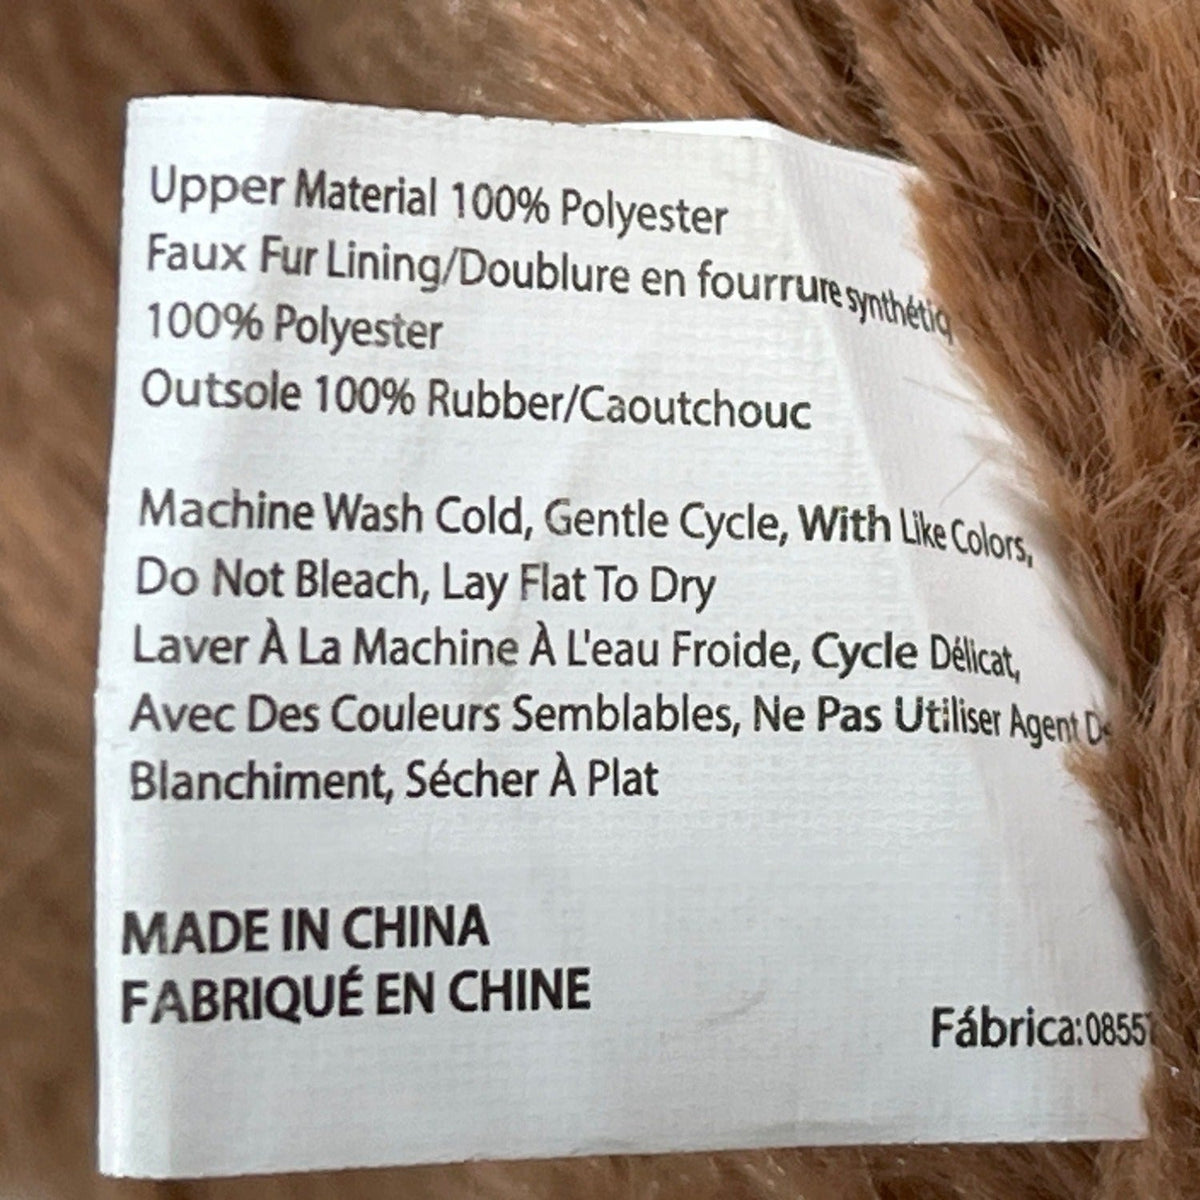 Upper Material 100% Polyester
Faux Fur Lining/Doublure en fourrure synthétiq
100% Polyester
Outsole 100% Rubber/Caoutchouc
Machine Wash Cold, Gentle Cycle, With Like Colors,
Do Not Bleach, Lay Flat To Dry
Laver À La Machine À L'eau Froide, Cycle Délicat,
Avec Des Couleurs Semblables, Ne Pas Utiliser Agent
Blanchiment, Sécher À Plat
MADE IN CHINA
FABRIQUÉ EN CHINE
Fábrica:0855